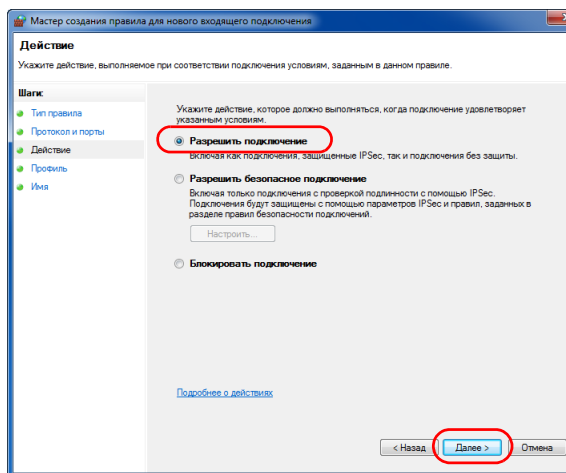 Мастер создания правила для нового входящего подключения
Действие
Укажите действие, выполняемое при соответствии подключения условиям, заданным в данном правиле.
Шаги:
Тип правила
Протокол и порты
Действие
Профиль
Имя
Укажите действие, которое должно выполняться, когда подключение удовлетворяет
указанным условиям.
Разрешить подключение
Включая как подключения, защищенные IPSec, так и подключения без защиты.
Разрешить безопасное подключение
Включая только подключения с проверкой подлинности с помощью IPSec.
Подключения будут защищены с помощью параметров IPSec и правил, заданных в
разделе правил безопасности подключений.
Настроить...
Блокировать подключение
Подробнее о действиях
< Назад
Далее >
Отмена